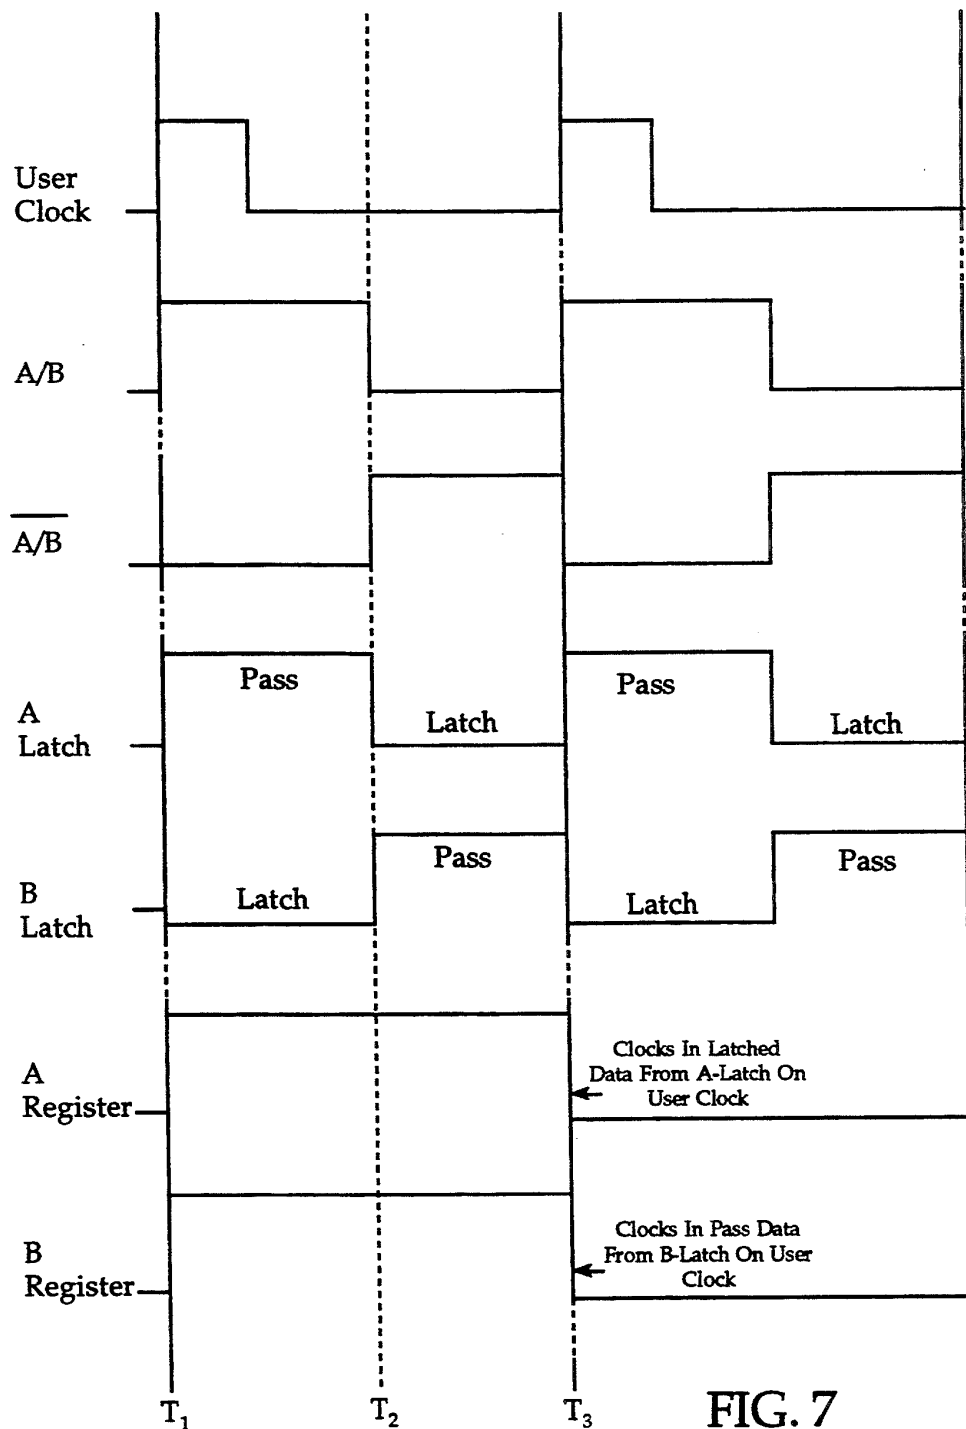 User
Clock
A/B
A/B
Pass
Pass
A
Latch
Latch
Latch
Pass
Pass
B
Latch
Latch
Latch
Clocks In Latched
Data From A-Latch On
User Clock
A
Register
Clocks In Pass Data
From B-Latch On User
Clock
B
Register
T1
T2
T3
FIG. 7